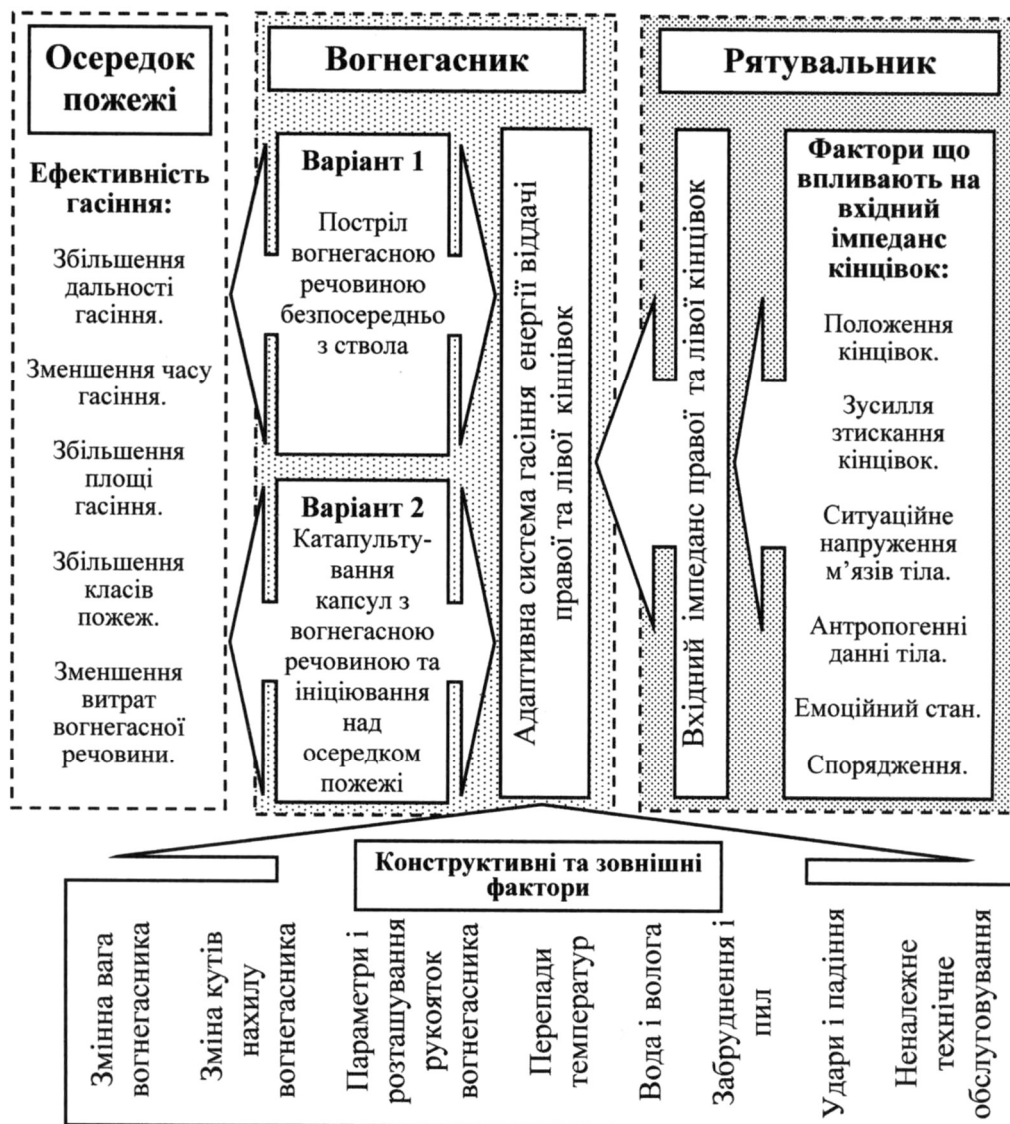 Осередок
пожежі
Ефективність
гасіння:
Збільшення
дальності
гасіння.
Зменшення часу
гасіння.
Збільшення
площі
гасіння.
Збільшення
класів
пожеж.
Зменшення
витрат
вогнегасної
речовини.
Вогнегасник
Варіант 1
Постріл
вогнегасною
речовиною
безпосередньо
з ствола
Варіант 2
Катапульту-
вання
капсул з
вогнегасною
речовиною та
ініціювання
над
осередком
пожежі
Адаптивна система гасіння енергії віддачі
правої та лівої кінцівок
Рятувальник
Вхідний імпеданс правої та лівої кінцівок
Фактори що
впливають на
вхідний
імпеданс
кінцівок:
Положення
кінцівок.
Зусилля
зтискання
кінцівок.
Ситуаційне
напруження
м’язів тіла.
Антропогенні
данні тіла.
Емоційний стан.
Спорядження.
Конструктивні та зовнішні
фактори
Змінна вага
вогнегасника
Зміна кутів
нахилу
вогнегасника
Параметри і
розташування
рукояток
вогнегасника
Перепади
температур
Вода і волога
Забруднення і
пил
Удари і падіння
Неналежне
технічне
обслуговування